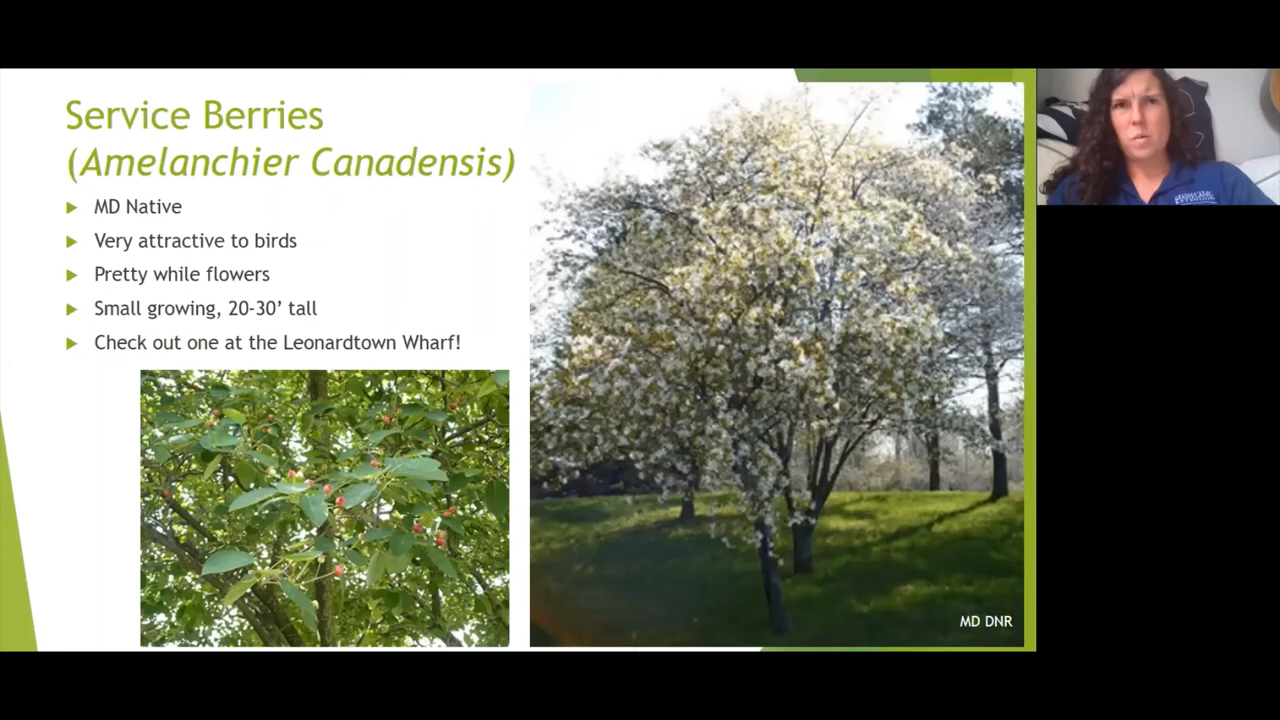 Service Berries
(Amelanchier Canadensis)
MD Native
Very attractive to birds
Pretty while flowers
Small growing, 20-30’ tall
Check out one at the Leonardtown Wharf!
MD DNR